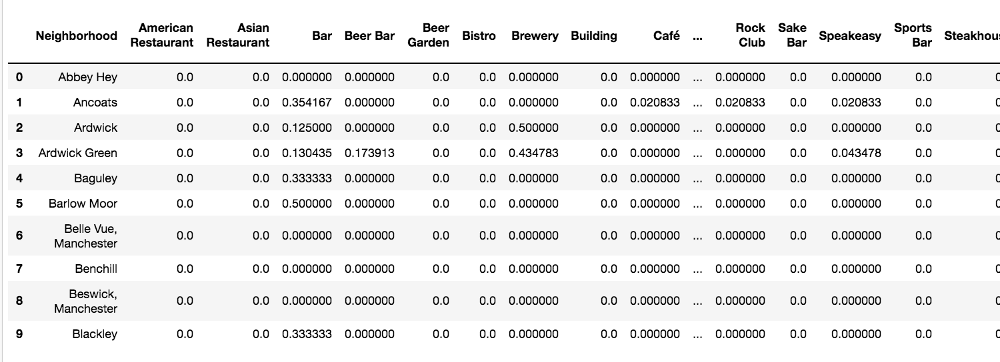 Neighborhood American Restaurant Asian Restaurant Bar Beer Bar Beer Garden Bistro Brewery Building Café ... Rock Club Sake Bar Speakeasy Sports Bar
0 Abbey Hey 0.0 0.0 0.000000 0.000000 0.0 0.0 0.000000 0.0 0.000000 ... 0.000000 0.0 0.000000 0.0
1 Ancoats 0.0 0.0 0.354167 0.000000 0.0 0.0 0.000000 0.0 0.020833 ... 0.020833 0.0 0.020833 0.0
2 Ardwick 0.0 0.0 0.125000 0.000000 0.0 0.0 0.500000 0.0 0.000000 ... 0.000000 0.0 0.000000 0.0
3 Ardwick Green 0.0 0.0 0.130435 0.173913 0.0 0.0 0.434783 0.0 0.000000 ... 0.000000 0.0 0.043478 0.0
4 Baguley 0.0 0.0 0.333333 0.000000 0.0 0.0 0.000000 0.0 0.000000 ... 0.000000 0.0 0.000000 0.0
5 Barlow Moor 0.0 0.0 0.500000 0.000000 0.0 0.0 0.000000 0.0 0.000000 ... 0.000000 0.0 0.000000 0.0
6 Belle Vue, Manchester 0.0 0.0 0.000000 0.000000 0.0 0.0 0.000000 0.0 0.000000 ... 0.000000 0.0 0.000000 0.0
7 Benchill 0.0 0.0 0.000000 0.000000 0.0 0.0 0.000000 0.0 0.000000 ... 0.000000 0.0 0.000000 0.0
8 Beswick, Manchester 0.0 0.0 0.000000 0.000000 0.0 0.0 0.000000 0.0 0.000000 ... 0.000000 0.0 0.000000 0.0
9 Blackley 0.0 0.0 0.333333 0.000000 0.0 0.0 0.000000 0.0 0.000000 ... 0.000000 0.0 0.000000 0.0